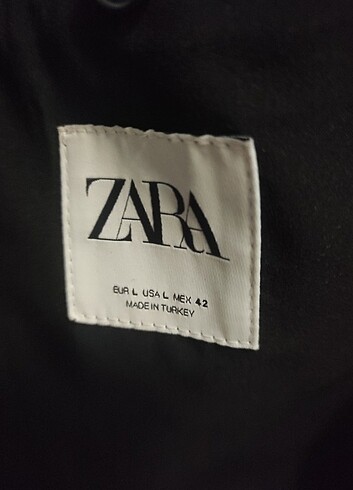 ZARA
EUR L USA L MEX 42
MADE IN TURKEY